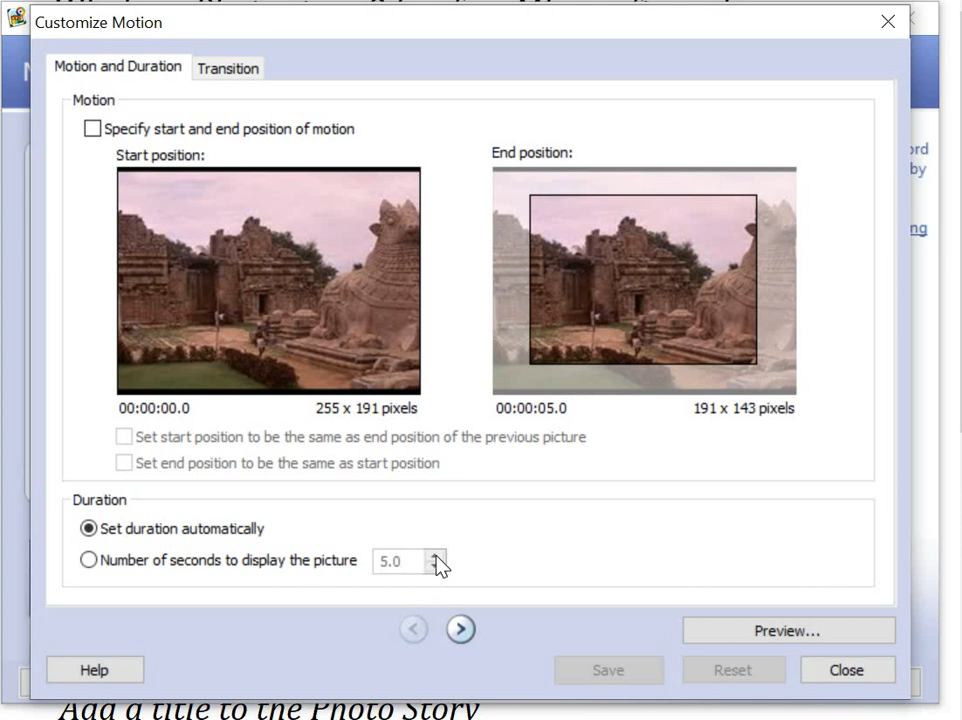 Customize Motion
Motion and Duration
Transition
Motion
Specify start and end position of motion
Start position:
End position:
00:00:00.0
255 x 191 pixels
00:00:05.0
191 x 143 pixels
Set start position to be the same as end position of the previous picture
Set end position to be the same as start position
Duration
Set duration automatically
Number of seconds to display the picture
5.0
Preview...
Help
Save
Reset
Close
by
Add a title to the Photo Story